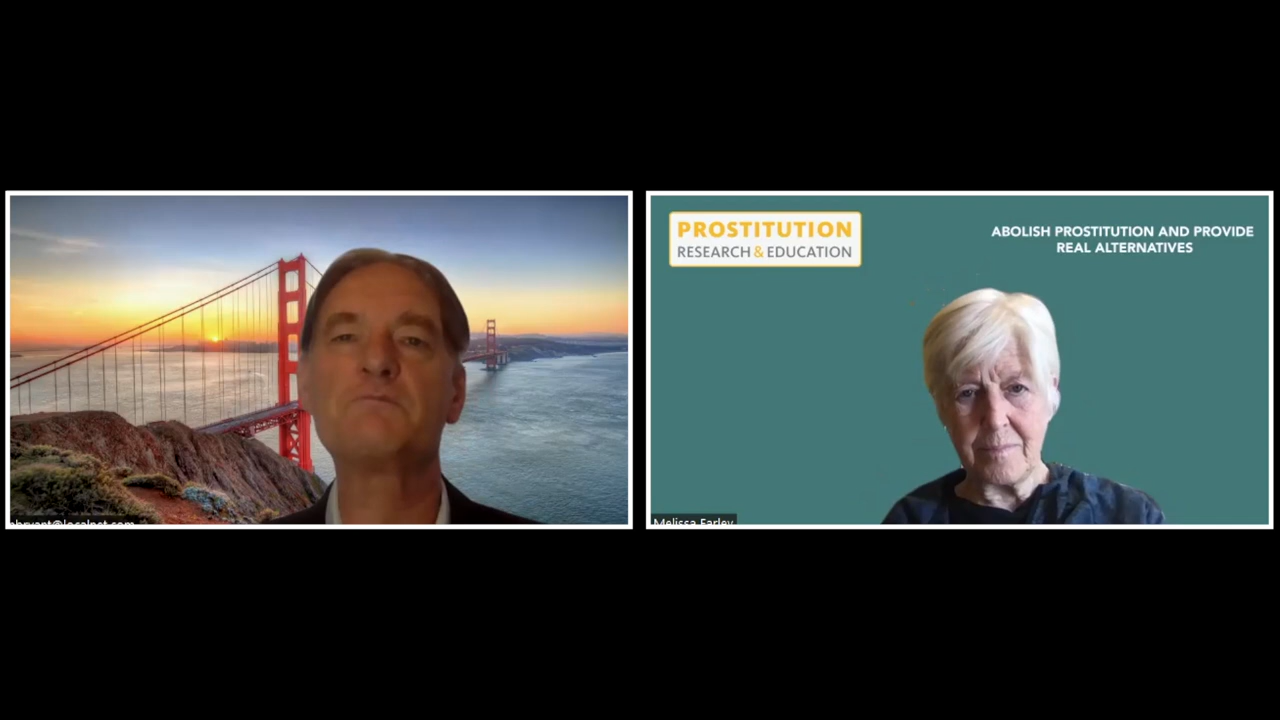 PROSTITUTION
RESEARCH & EDUCATION
ABOLISH PROSTITUTION AND PROVIDE
REAL ALTERNATIVES
Melissa Farley